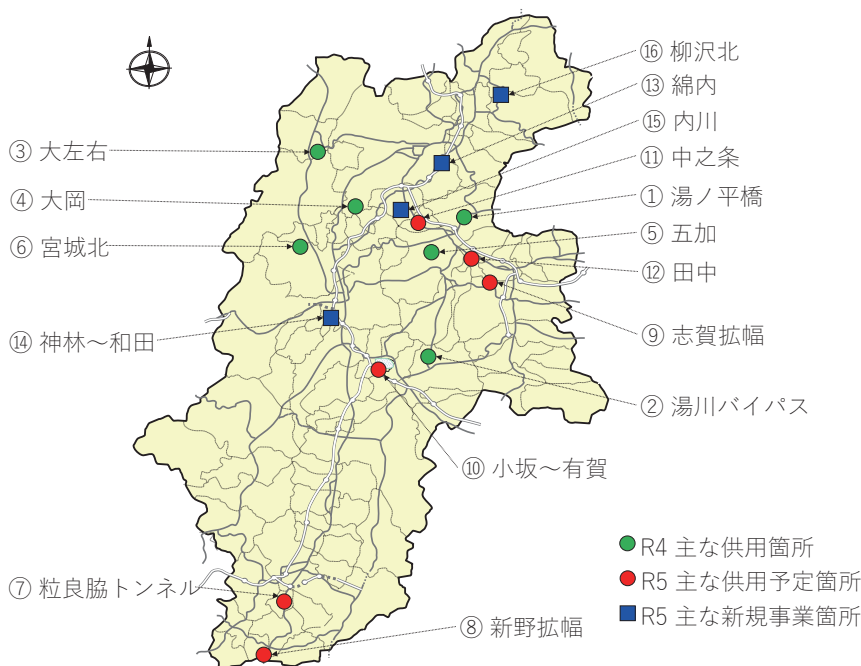 ⑯ 柳沢北
⑬ 綿内
⑮ 内川
⑪ 中之条
① 湯ノ平橋
⑤ 五加
⑫ 田中
⑨ 志賀拡幅
② 湯川バイパス
③ 大左右
④ 大岡
⑥ 宮城北
⑭ 神林～和田
⑩ 小坂～有賀
⑦ 粒良脇トンネル
⑧ 新野拡幅
R4 主な供用箇所
R5 主な供用予定箇所
R5 主な新規事業箇所